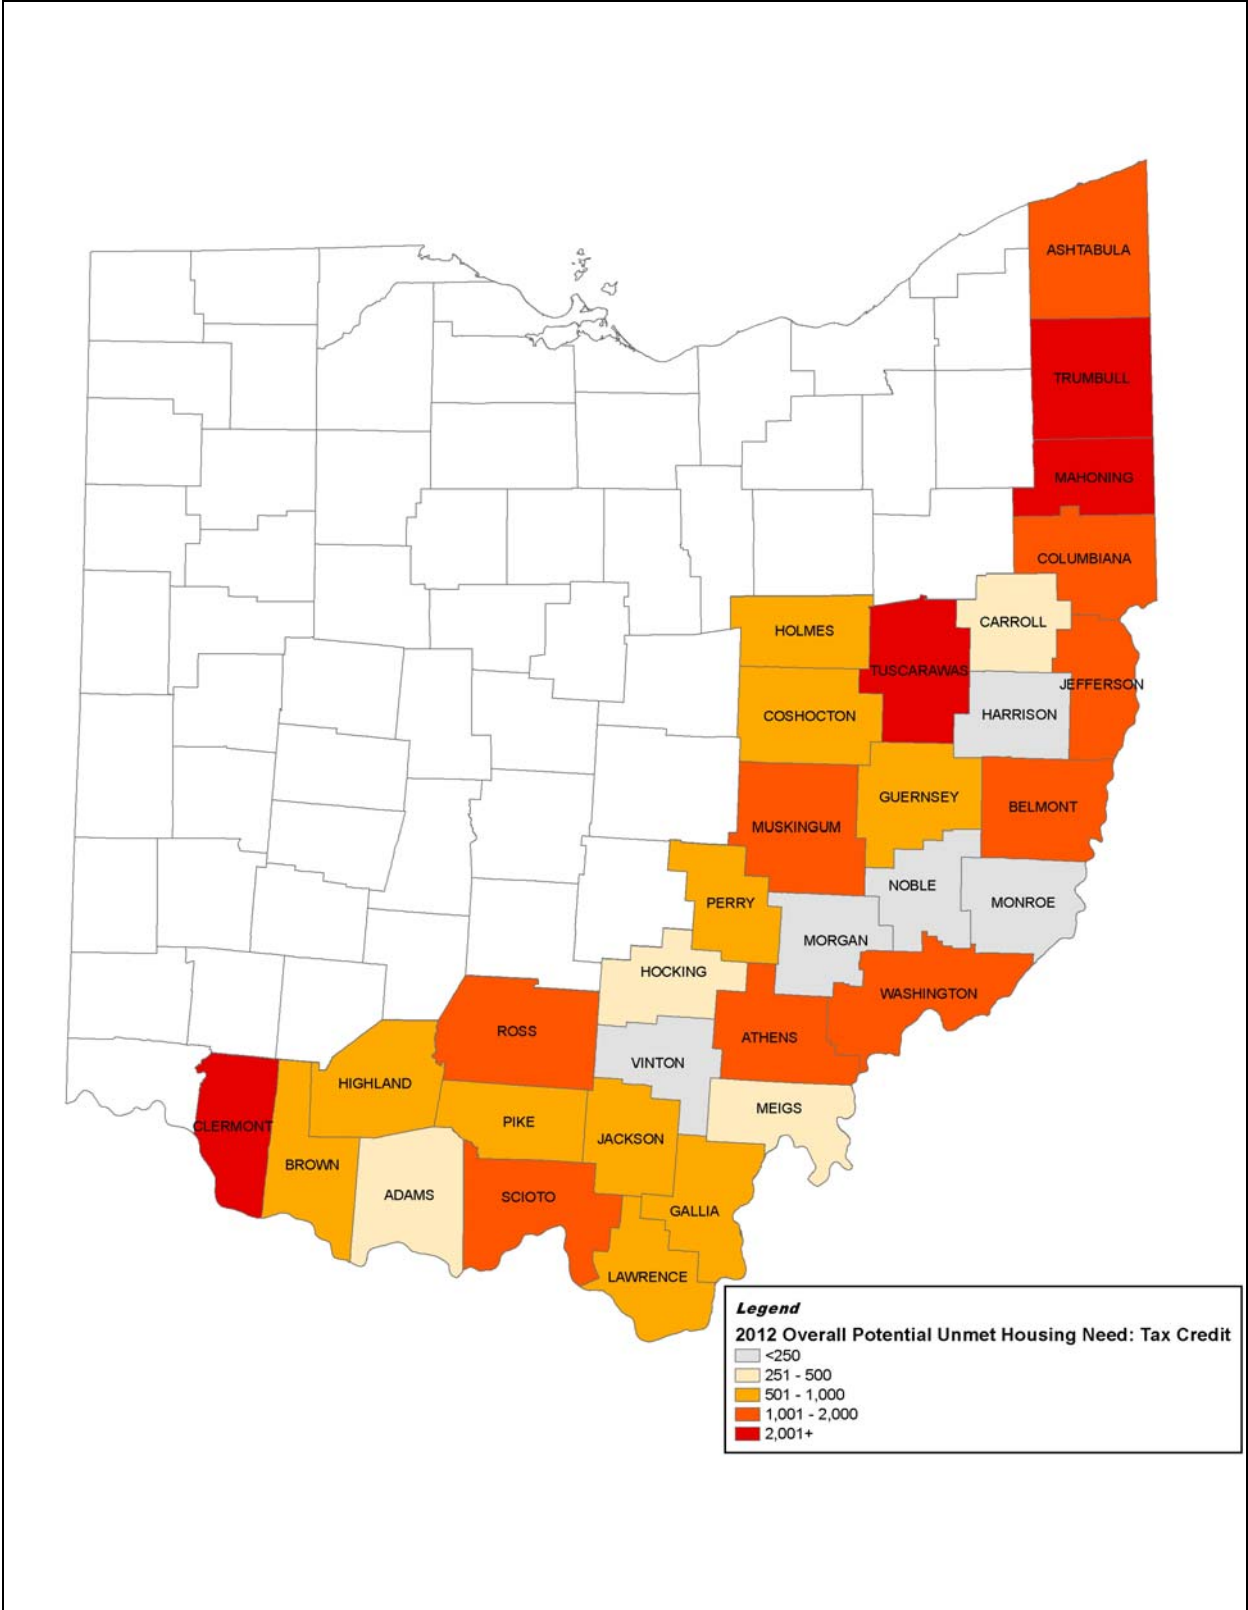 ASHTABULA
TRUMBULL
MAHONING
COLUMBIANA
CARROLL
HOLMES
TUSCARAWAS
JEFFERSON
HARRISON
COSHOCTON
GUERNSEY
BELMONT
MUSKINGUM
NOBLE
MONROE
PERRY
MORGAN
HOCKING
WASHINGTON
ROSS
ATHENS
VINTON
HIGHLAND
MEIGS
PIKE
CLERMONT
JACKSON
BROWN
ADAMS
SCIOTO
GALLIA
LAWRENCE
Legend
2012 Overall Potential Unmet Housing Need: Tax Credit
<250
251 - 500
501 - 1,000
1,001 - 2,000
2,001+